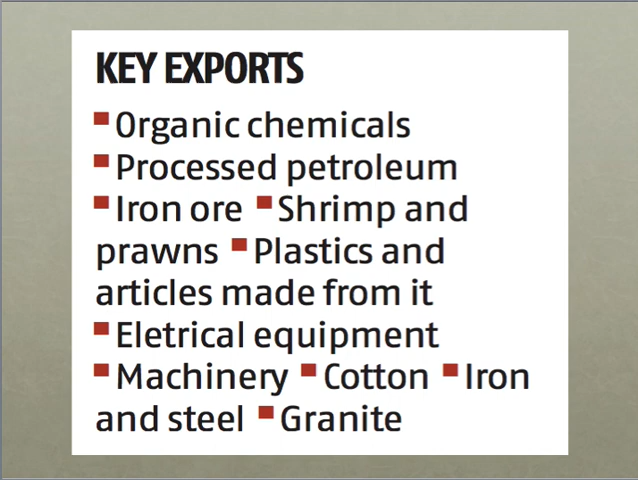 KEY EXPORTS
▪Organic chemicals
▪Processed petroleum
▪Iron ore ▪Shrimp and
prawns ▪Plastics and
articles made from it
▪Eletrical equipment
▪Machinery ▪Cotton ▪Iron
and steel ▪Granite